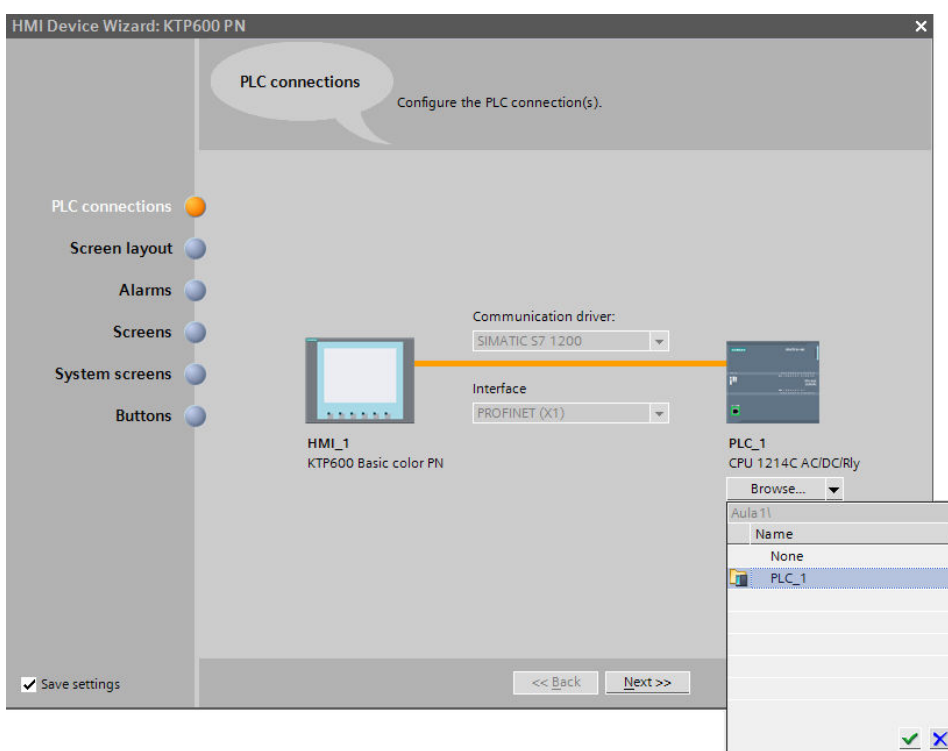 HMI Device Wizard: KTP600 PN
PLC connections
Configure the PLC connection(s).
PLC connections
Screen layout
Alarms
Screens
System screens
Buttons
Communication driver:
SIMATIC S7 1200
Interface
PROFINET (X1)
HMI_1
KTP600 Basic color PN
PLC_1
CPU 1214C AC/DC/Rly
Browse...
Aula1\
Name
None
PLC_1
Save settings
<< Back
Next >>